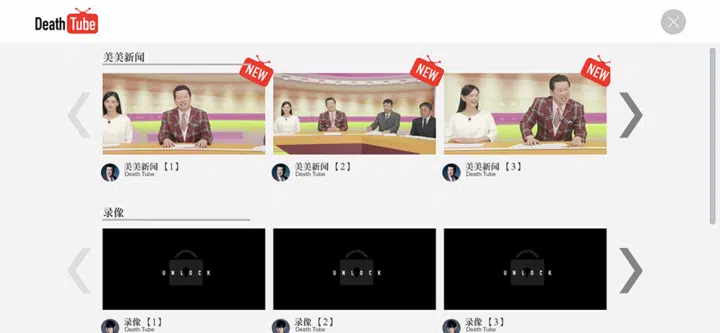 Death Tube
美美新闻
NEW
NEW
NEW
美美新闻【1】
Death Tube
美美新闻【2】
Death Tube
美美新闻【3】
Death Tube
录像
UNLOCK
UNLOCK
UNLOCK
录像【1】
Death Tube
录像【2】
Death Tube
录像【3】
Death Tube